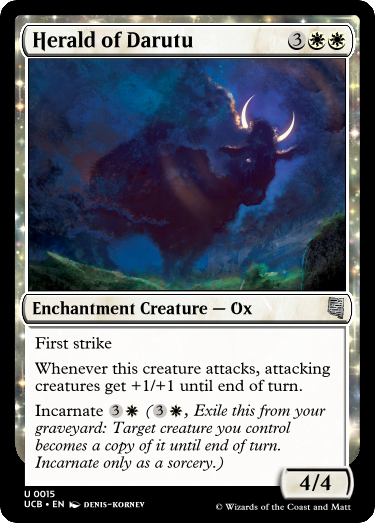 Herald of Darutu 3
Enchantment Creature — Ox
First strike
Whenever this creature attacks, attacking
creatures get +1/+1 until end of turn.
Incarnate 3 (3, Exile this from your
graveyard: Target creature you control
becomes a copy of it until end of turn.
Incarnate only as a sorcery.)
4/4
U 0015
UCB • EN DENIS-KORNEV
© Wizards of the Coast and Matt